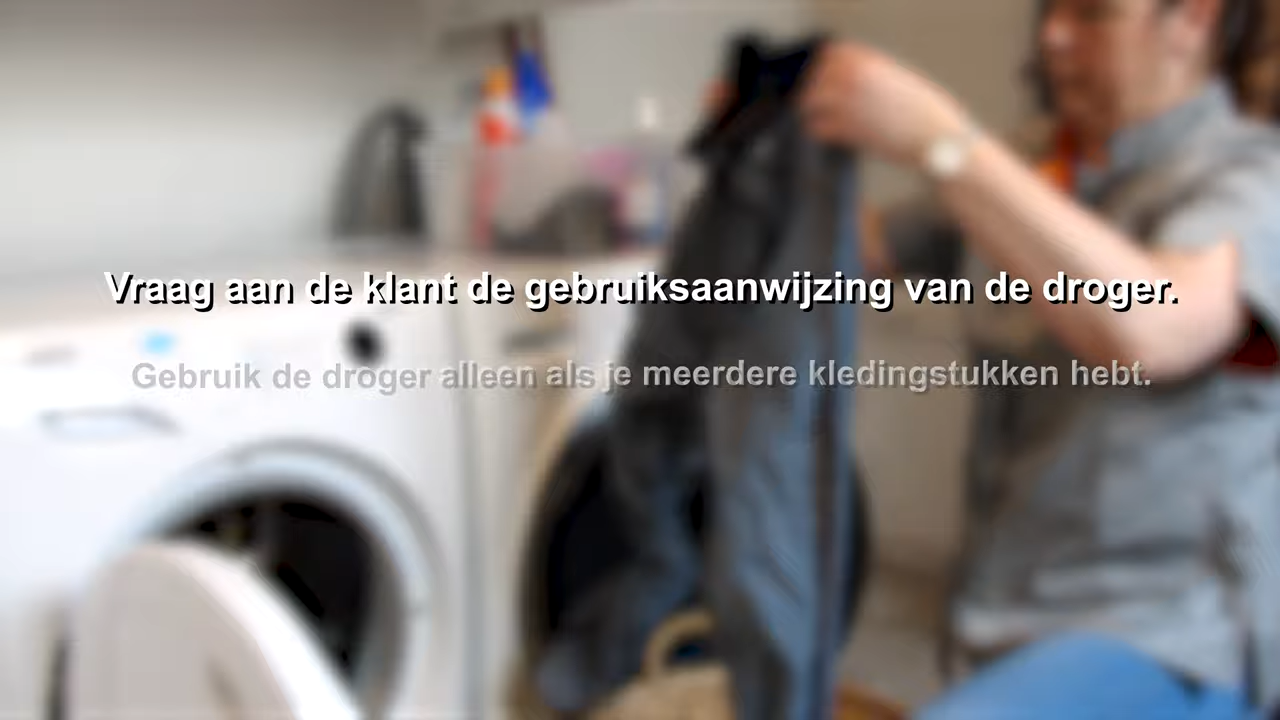 Vraag aan de klant de gebruiksaanwijzing van de droger.
Gebruik de droger alleen als je meerdere kledingstukken hebt.